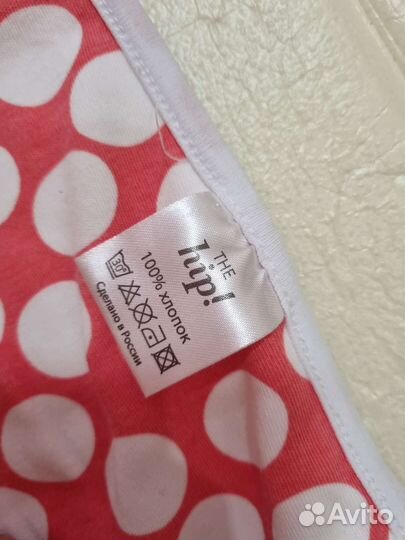 THE
hip!
100% хлопок
30°
Сделано в России
Avito